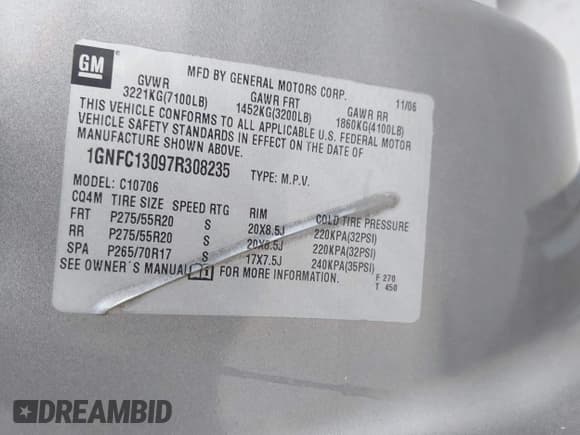 GM
MFD BY GENERAL MOTORS CORP.
11/06
GVWR GAWR FRT GAWR RR
3221KG(7100LB) 1452KG(3200LB) 1860KG(4100LB)
THIS VEHICLE CONFORMS TO ALL APPLICABLE U.S. FEDERAL MOTOR
VEHICLE SAFETY STANDARDS IN EFFECT ON THE DATE OF
MANUFACTURE SHOWN ABOVE.
1GNFC13097R308235 TYPE: M.P.V.
MODEL: C10706
CQ4M TIRE SIZE SPEED RTG RIM COLD TIRE PRESSURE
FRT P275/55R20 S 20X8.5J 220KPA(32PSI)
RR P275/55R20 S 20X8.5J 220KPA(32PSI)
SPA P265/70R17 S 17X7.5J 240KPA(35PSI)
SEE OWNER´S MANUAL FOR MORE INFORMATION.
F 270
T 450
DREAMBID